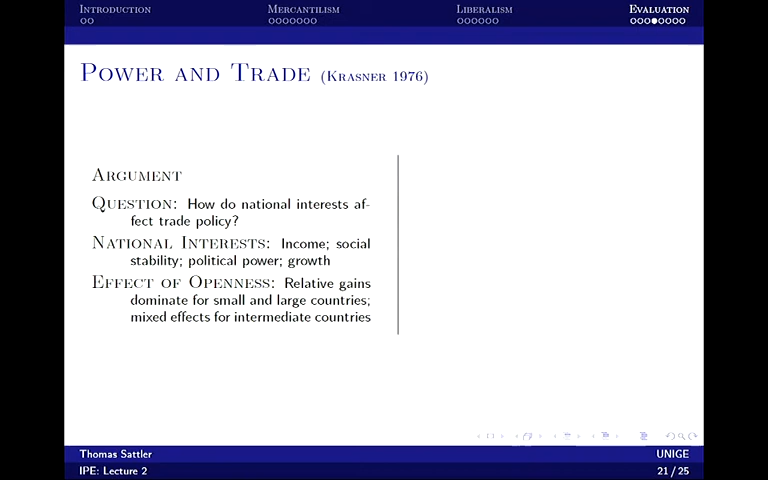 INTRODUCTION MERCANTILISM LIBERALISM EVALUATION
POWER AND TRADE (KRASNER 1976)
ARGUMENT
QUESTION: How do national interests af-
fect trade policy?
NATIONAL INTERESTS: Income; social
stability; political power; growth
EFFECT OF OPENNESS: Relative gains
dominate for small and large countries;
mixed effects for intermediate countries
Thomas Sattler UNIGE
IPE: Lecture 2 21 / 25